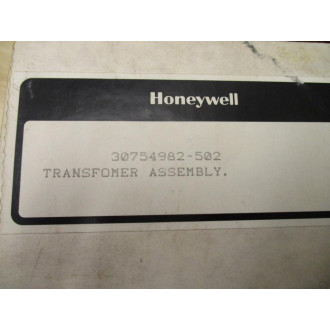 Honeywell
30754982-502
TRANSFOMER ASSEMBLY.